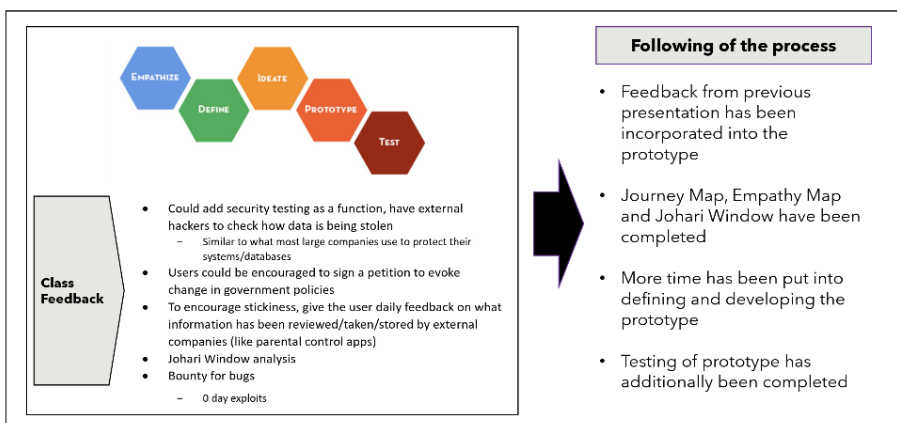 EMPATHIZE
DEFINE
IDEATE
PROTOTYPE
TEST
Class
Feedback
• Could add security testing as a function, have external
hackers to check how data is being stolen
– Similar to what most large companies use to protect their
systems/databases
• Users could be encouraged to sign a petition to evoke
change in government policies
• To encourage stickiness, give the user daily feedback on what
information has been reviewed/taken/stored by external
companies (like parental control apps)
• Johari Window analysis
• Bounty for bugs
– 0 day exploits
Following of the process
• Feedback from previous
presentation has been
incorporated into the
prototype
• Journey Map, Empathy Map
and Johari Window have been
completed
• More time has been put into
defining and developing the
prototype
• Testing of prototype has
additionally been completed